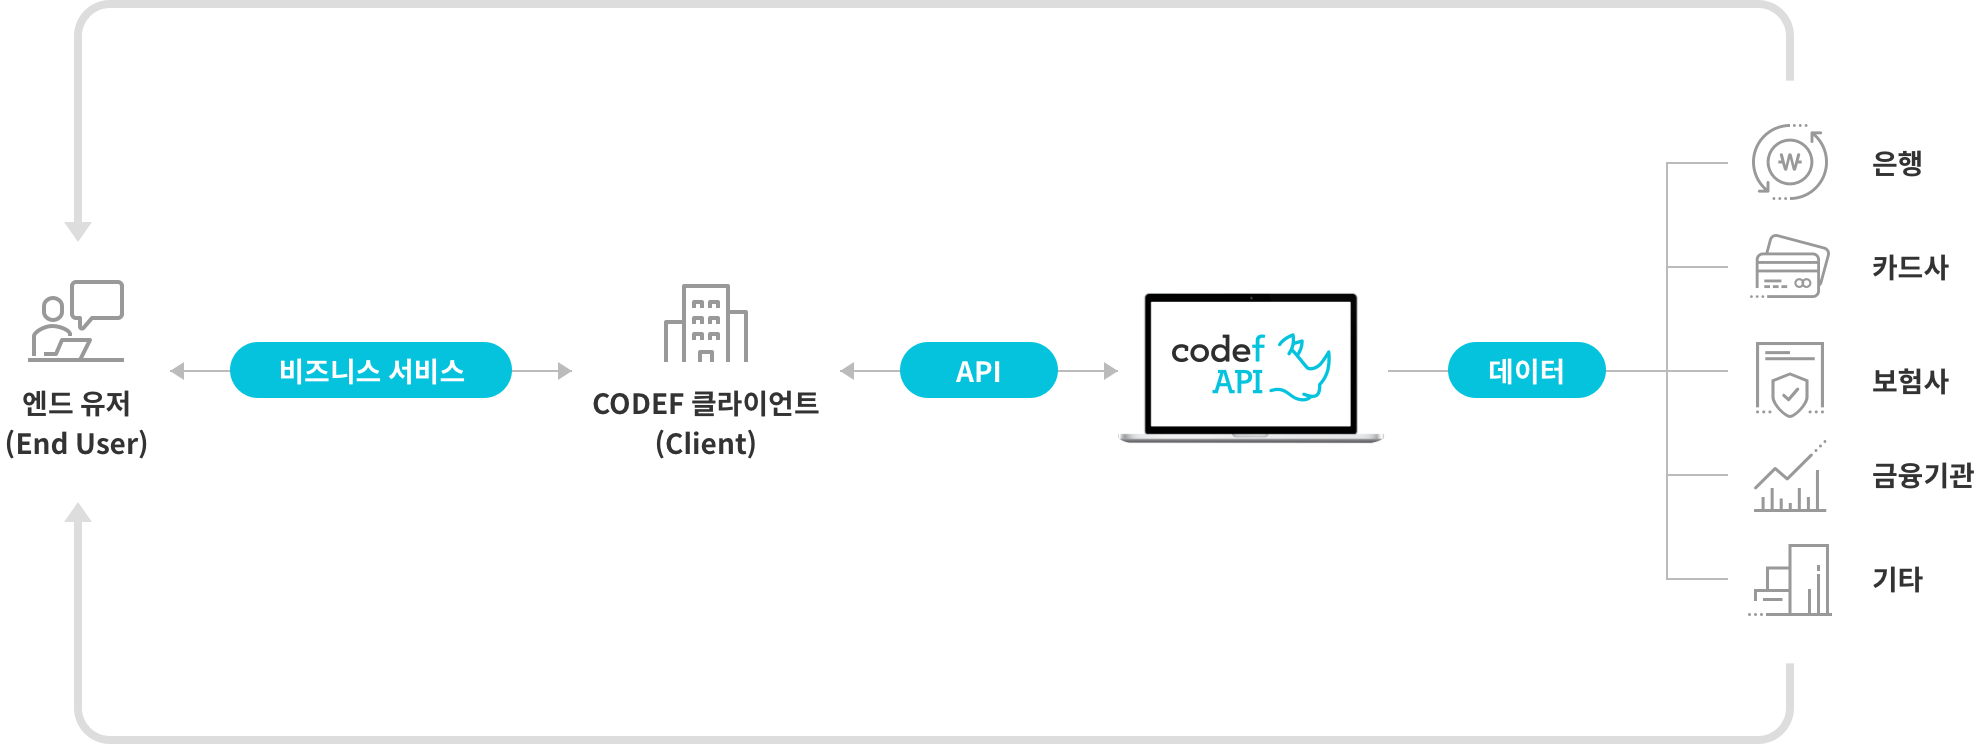 엔드 유저
(End User)
비즈니스 서비스
CODEF 클라이언트
(Client)
API
codef
API
데이터
₩
은행
카드사
보험사
금융기관
기타